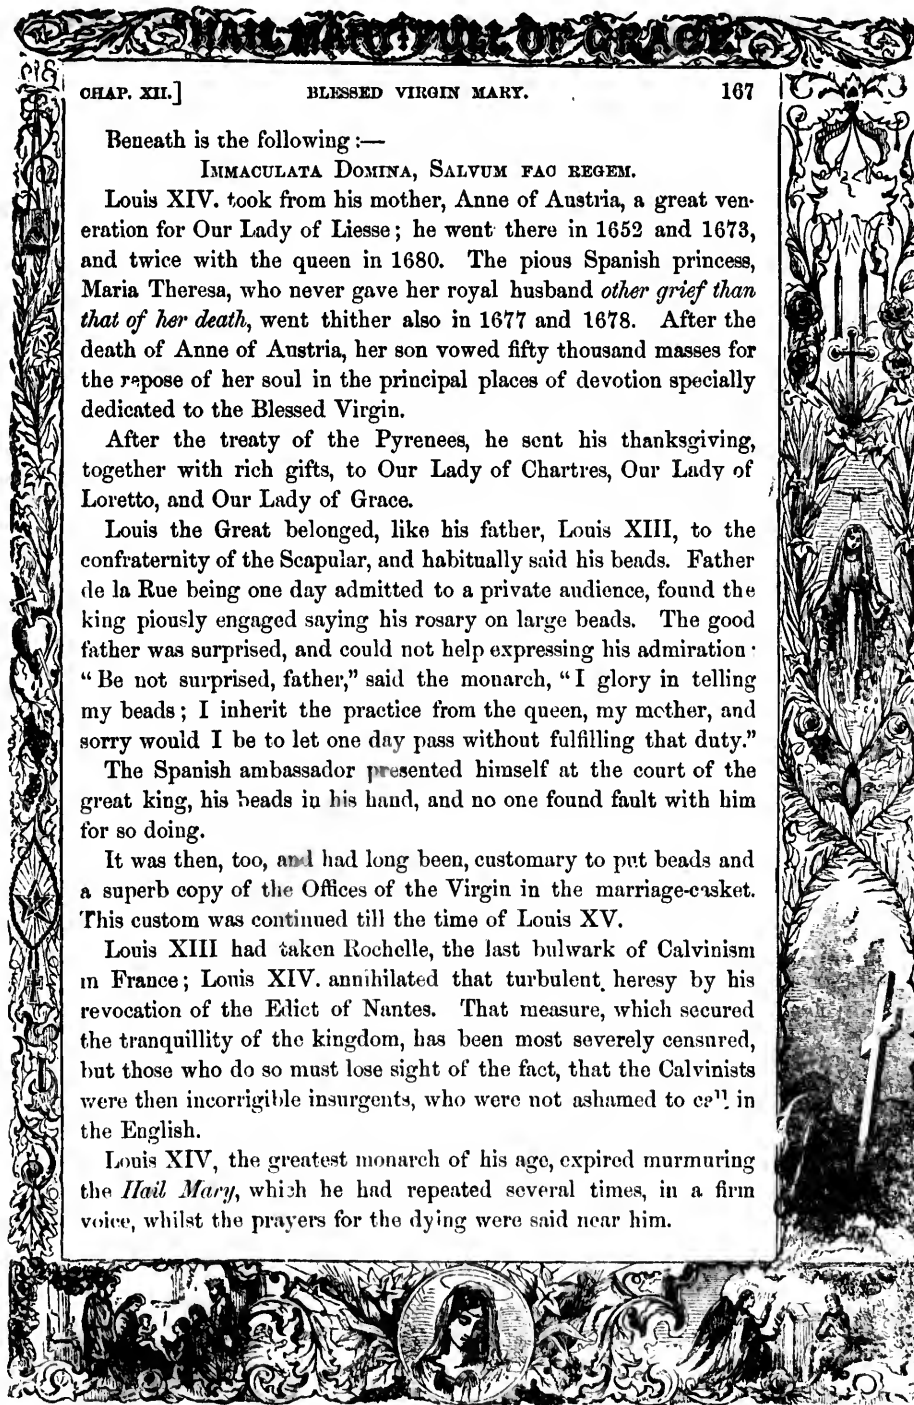 HAIL MARY FULL OF GRACE
CHAP. XII.] BLESSED VIRGIN MARY. 167
Beneath is the following:—
IMMACULATA DOMINA, SALVUM FAC REGEM.
Louis XIV. took from his mother, Anne of Austria, a great ven-
eration for Our Lady of Liesse; he went there in 1652 and 1673,
and twice with the queen in 1680. The pious Spanish princess,
Maria Theresa, who never gave her royal husband other grief than
that of her death, went thither also in 1677 and 1678. After the
death of Anne of Austria, her son vowed fifty thousand masses for
the repose of her soul in the principal places of devotion specially
dedicated to the Blessed Virgin.
After the treaty of the Pyrenees, he sent his thanksgiving,
together with rich gifts, to Our Lady of Chartres, Our Lady of
Loretto, and Our Lady of Grace.
Louis the Great belonged, like his father, Louis XIII, to the
confraternity of the Scapular, and habitually said his beads. Father
de la Rue being one day admitted to a private audience, found the
king piously engaged saying his rosary on large beads. The good
father was surprised, and could not help expressing his admiration·
"Be not surprised, father," said the monarch, "I glory in telling
my beads; I inherit the practice from the queen, my mother, and
sorry would I be to let one day pass without fulfilling that duty."
The Spanish ambassador presented himself at the court of the
great king, his beads in his hand, and no one found fault with him
for so doing.
It was then, too, and had long been, customary to put beads and
a superb copy of the Offices of the Virgin in the marriage-casket.
This custom was continued till the time of Louis XV.
Louis XIII had taken Rochelle, the last bulwark of Calvinism
in France; Louis XIV. annihilated that turbulent heresy by his
revocation of the Edict of Nantes. That measure, which secured
the tranquillity of the kingdom, has been most severely censured,
but those who do so must lose sight of the fact, that the Calvinists
were then incorrigible insurgents, who were not ashamed to call in
the English.
Louis XIV, the greatest monarch of his age, expired murmuring
the Hail Mary, which he had repeated several times, in a firm
voice, whilst the prayers for the dying were said near him.